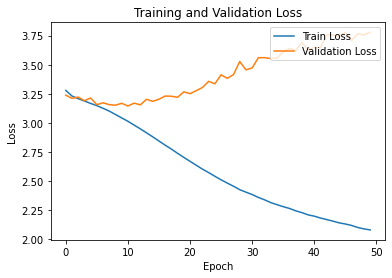 Training and Validation Loss
Train Loss
Validation Loss
3.75
3.50
3.25
3.00
2.75
2.50
2.25
2.00
Loss
0
10
20
30
40
50
Epoch